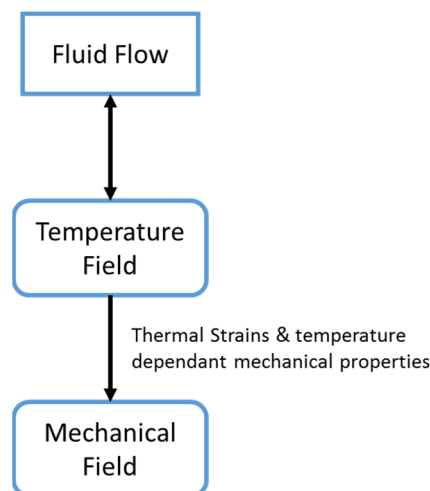 Fluid Flow
Temperature
Field
Thermal Strains & temperature
dependant mechanical properties
Mechanical
Field